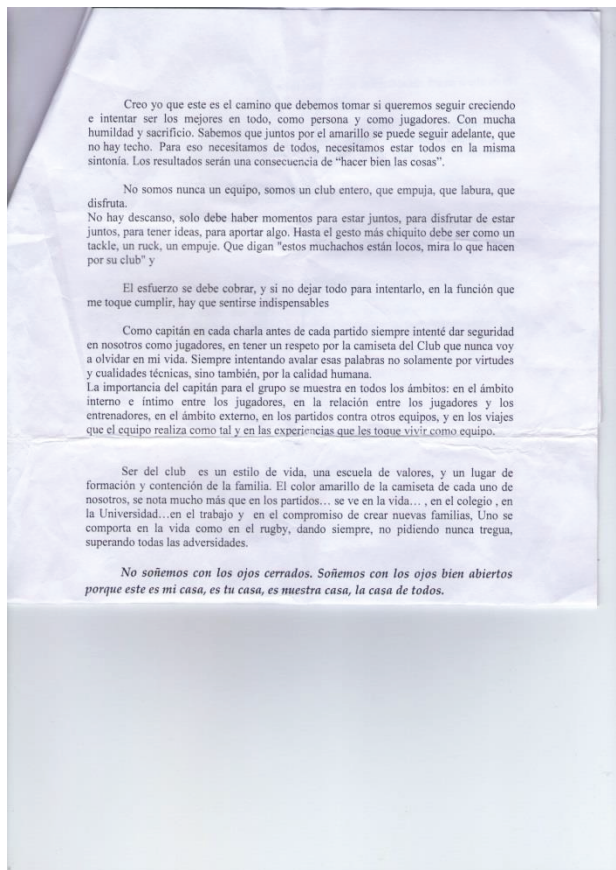 Creo yo que este es el camino que debemos tomar si queremos seguir creciendo
e intentar ser los mejores en todo, como persona y como jugadores. Con mucha
humildad y sacrificio. Sabemos que juntos por el amarillo se puede seguir adelante, que
no hay techo. Para eso necesitamos de todos, necesitamos estar todos en la misma
sintonía. Los resultados serán una consecuencia de “hacer bien las cosas”.
No somos nunca un equipo, somos un club entero, que empuja, que labura, que
disfruta.
No hay descanso, solo debe haber momentos para estar juntos, para disfrutar de estar
juntos, para tener ideas, para aportar algo. Hasta el gesto más chiquito debe ser como un
tackle, un ruck, un empuje. Que digan "estos muchachos están locos, mira lo que hacen
por su club" y
El esfuerzo se debe cobrar, y si no dejar todo para intentarlo, en la función que
me toque cumplir, hay que sentirse indispensables
Como capitán en cada charla antes de cada partido siempre intenté dar seguridad
en nosotros como jugadores, en tener un respeto por la camiseta del Club que nunca voy
a olvidar en mi vida. Siempre intentando avalar esas palabras no solamente por virtudes
y cualidades técnicas, sino también, por la calidad humana.
La importancia del capitán para el grupo se muestra en todos los ámbitos: en el ámbito
interno e íntimo entre los jugadores, en la relación entre los jugadores y los
entrenadores, en el ámbito externo, en los partidos contra otros equipos, y en los viajes
que el equipo realiza como tal y en las experiencias que les toque vivir como equipo.
Ser del club es un estilo de vida, una escuela de valores, y un lugar de
formación y contención de la familia. El color amarillo de la camiseta de cada uno de
nosotros, se nota mucho más que en los partidos… se ve en la vida… , en el colegio , en
la Universidad…en el trabajo y en el compromiso de crear nuevas familias, Uno se
comporta en la vida como en el rugby, dando siempre, no pidiendo nunca tregua,
superando todas las adversidades.
No soñemos con los ojos cerrados. Soñemos con los ojos bien abiertos
porque este es mi casa, es tu casa, es nuestra casa, la casa de todos.